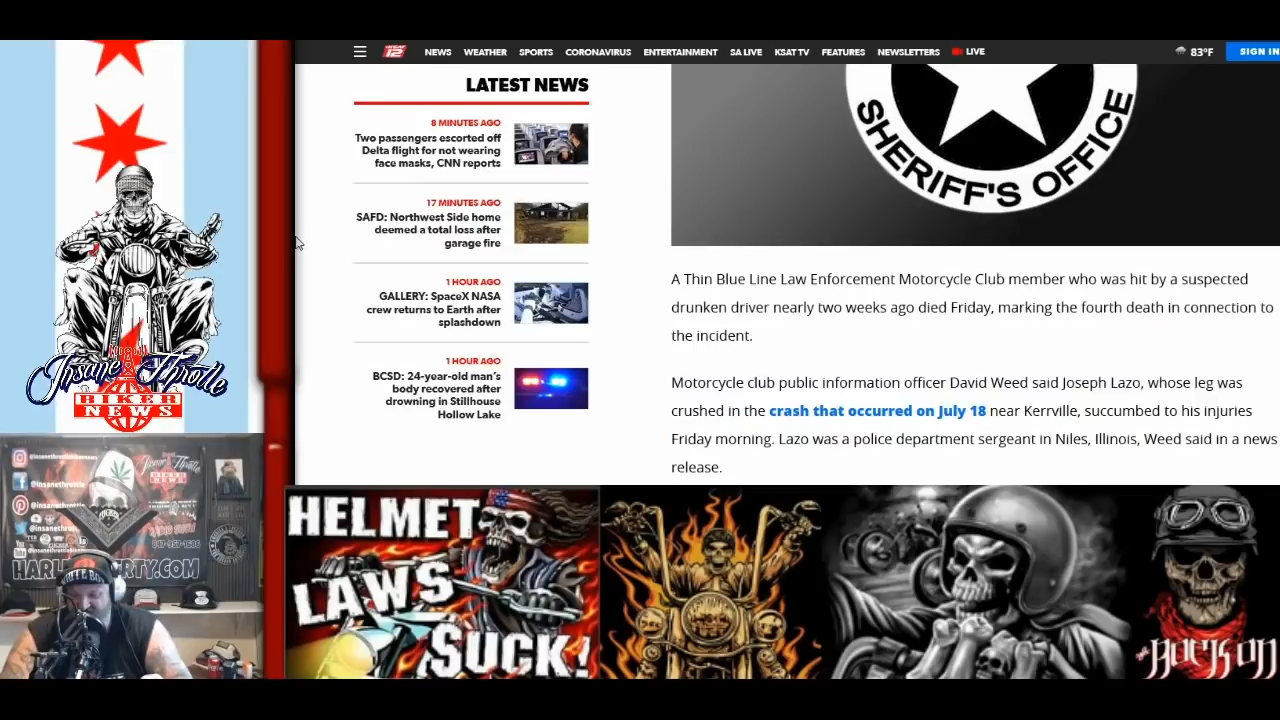 NEWS WEATHER SPORTS CORONAVIRUS ENTERTAINMENT SA LIVE KSAT TV FEATURES NEWSLETTERS LIVE 83°F SIGN IN
LATEST NEWS
8 MINUTES AGO
Two passengers escorted off
Delta flight for not wearing
face masks, CNN reports
17 MINUTES AGO
SAFD: Northwest Side home
deemed a total loss after
garage fire
1 HOUR AGO
GALLERY: SpaceX NASA
crew returns to Earth after
splashdown
1 HOUR AGO
BCSD: 24-year-old man's
body recovered after
drowning in Stillhouse
Hollow Lake
SHERIFF'S OFFICE
A Thin Blue Line Law Enforcement Motorcycle Club member who was hit by a suspected
drunken driver nearly two weeks ago died Friday, marking the fourth death in connection to
the incident.
Motorcycle club public information officer David Weed said Joseph Lazo, whose leg was
crushed in the crash that occurred on July 18 near Kerrville, succumbed to his injuries
Friday morning. Lazo was a police department sergeant in Niles, Illinois, Weed said in a news
release.
Insane Throttle
BIKER
NEWS
@insanethrottle
HELMET
LAWS
SUCK!